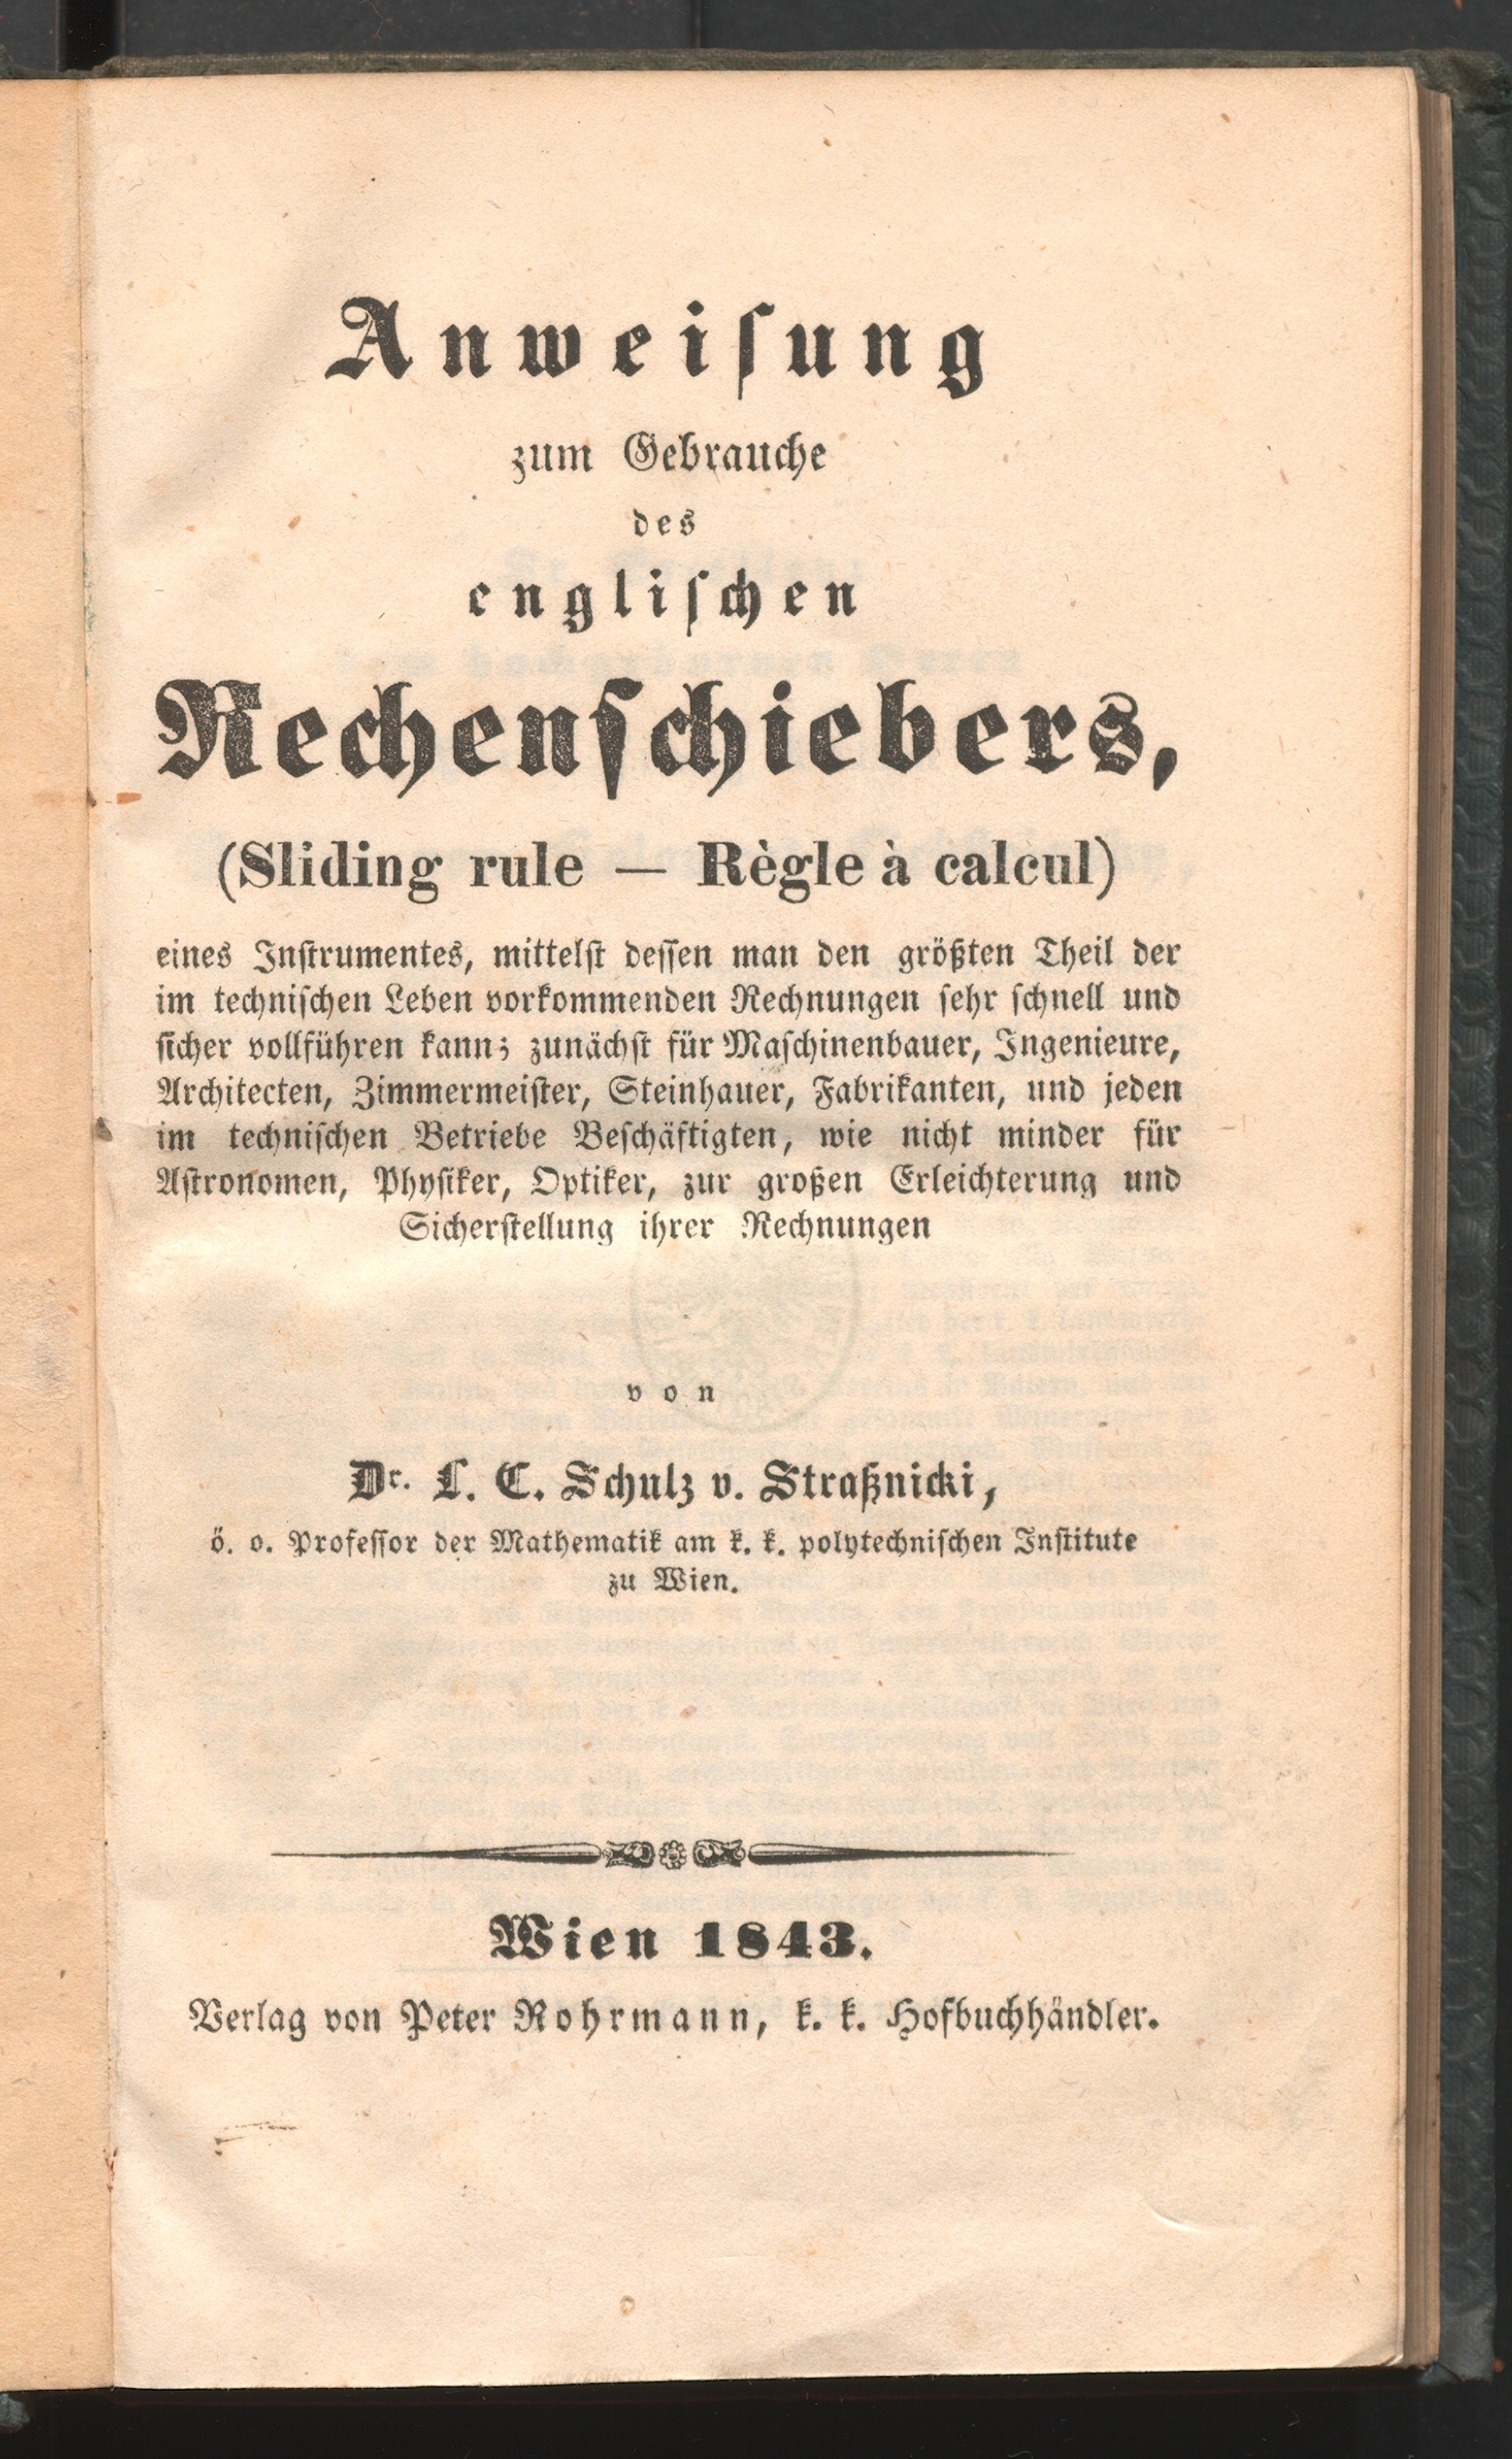 Anweiſung
zum Gebrauche
des
engliſchen
Rechenſchiebers,
(Sliding rule — Règle à calcul)
eines Inſtrumentes, mittelſt deſſen man den größten Theil der
im techniſchen Leben vorkommenden Rechnungen ſehr ſchnell und
ſicher vollführen kann; zunächſt für Maſchinenbauer, Ingenieure,
Architecten, Zimmermeiſter, Steinhauer, Fabrikanten, und jeden
im techniſchen Betriebe Beſchäftigten, wie nicht minder für
Aſtronomen, Phyſiker, Optiker, zur großen Erleichterung und
Sicherſtellung ihrer Rechnungen
von
Dr. L. C. Schulz v. Straßnicki,
ö. o. Profeſſor der Mathematik am k. k. polytechniſchen Inſtitute
zu Wien.
Wien 1843.
Verlag von Peter Rohrmann, k. k. Hofbuchhändler.